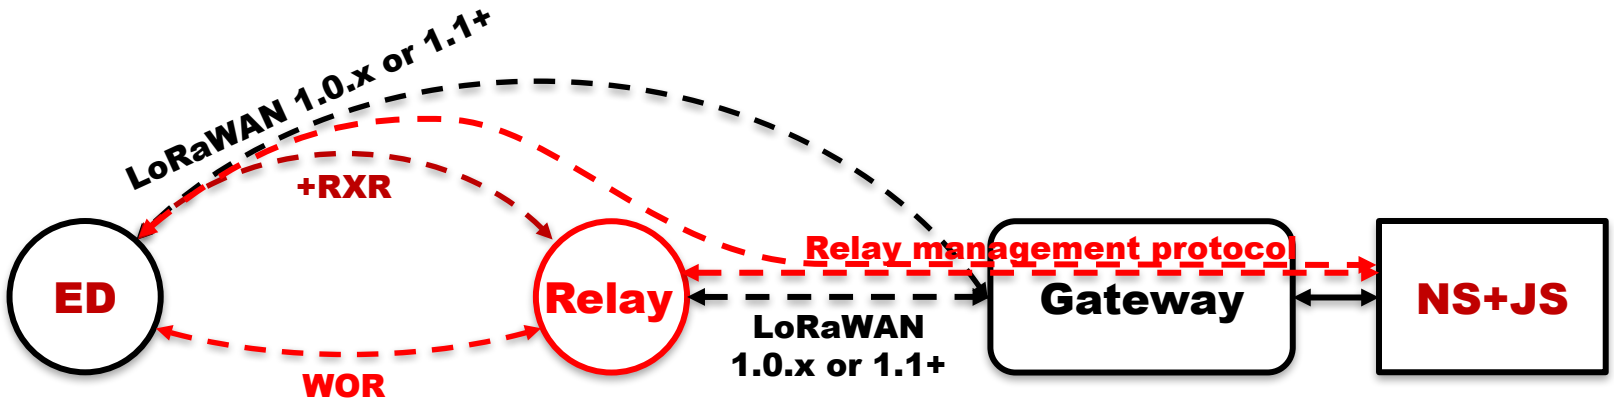 LoRaWAN 1.0.x or 1.1+
+RXR
Relay management protocol
ED
Relay
Gateway
NS+JS
LoRaWAN
1.0.x or 1.1+
WOR